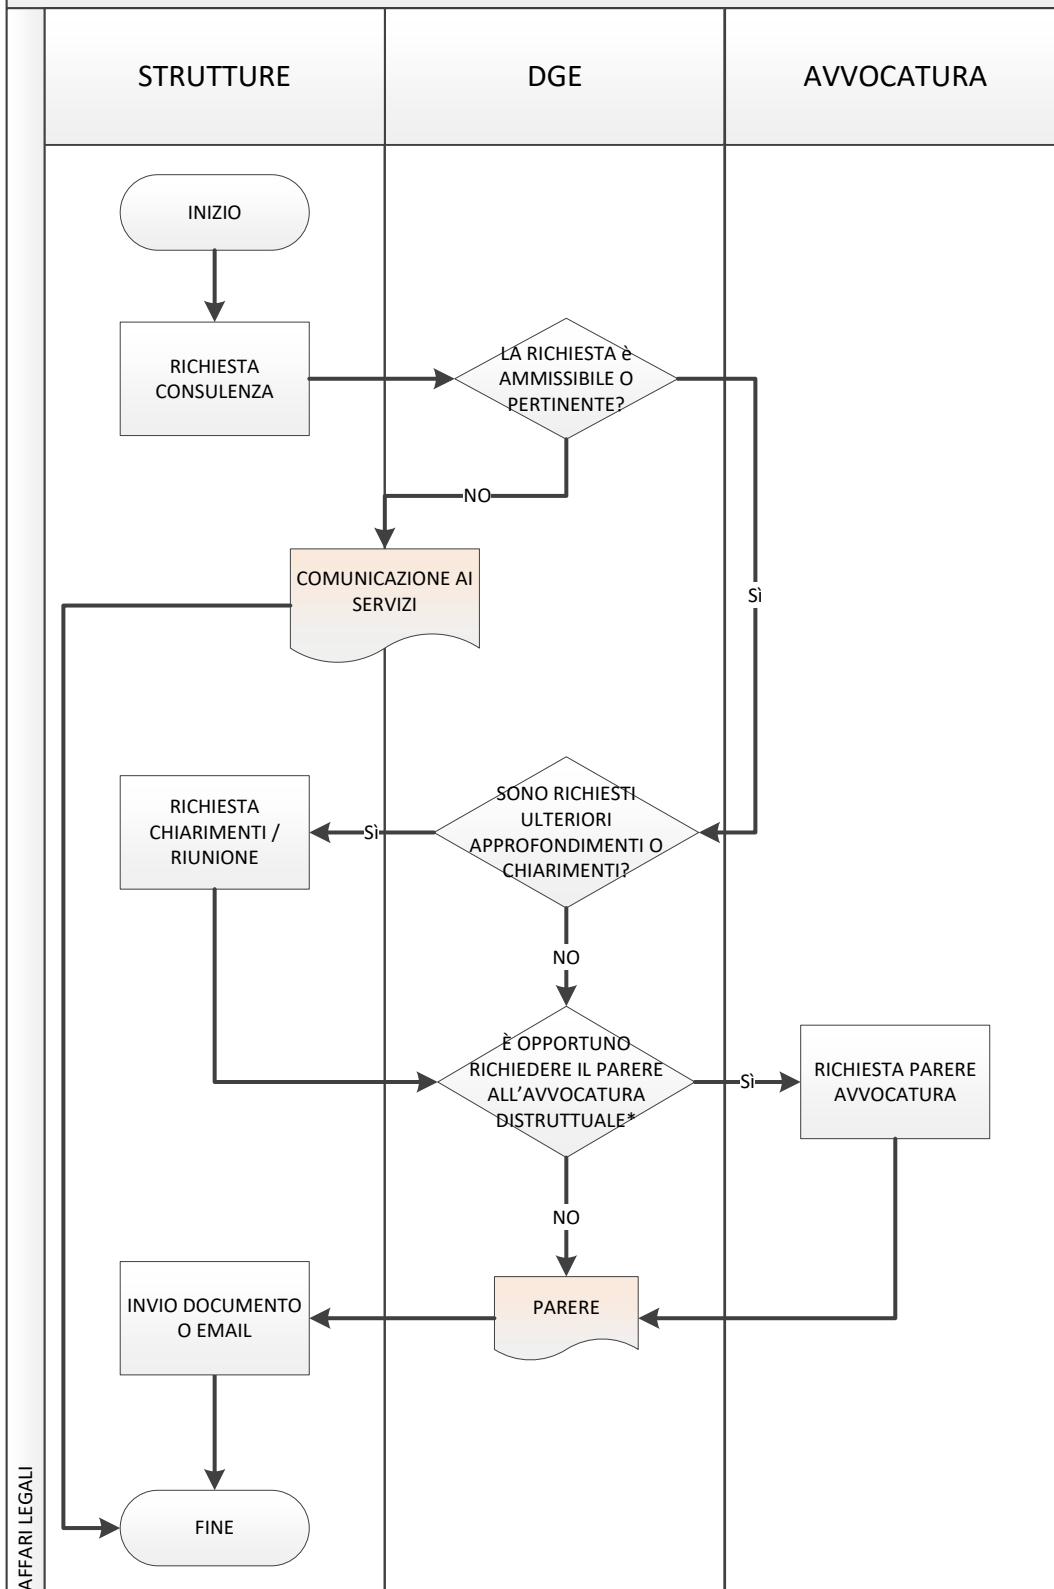 STRUTTURE
DGE
AVVOCATURA
INIZIO
RICHIESTA
CONSULENZA
LA RICHIESTA è
AMMISSIBILE O
PERTINENTE?
NO
COMUNICAZIONE AI
SERVIZI
Sì
RICHIESTA
CHIARIMENTI /
RIUNIONE
Sì
SONO RICHIESTI
ULTERIORI
APPROFONDIMENTI O
CHIARIMENTI?
NO
È OPPORTUNO
RICHIEDERE IL PARERE
ALL’AVVOCATURA
DISTRUTTUALE*
Sì
RICHIESTA PARERE
AVVOCATURA
NO
INVIO DOCUMENTO
O EMAIL
PARERE
FINE
AFFARI LEGALI